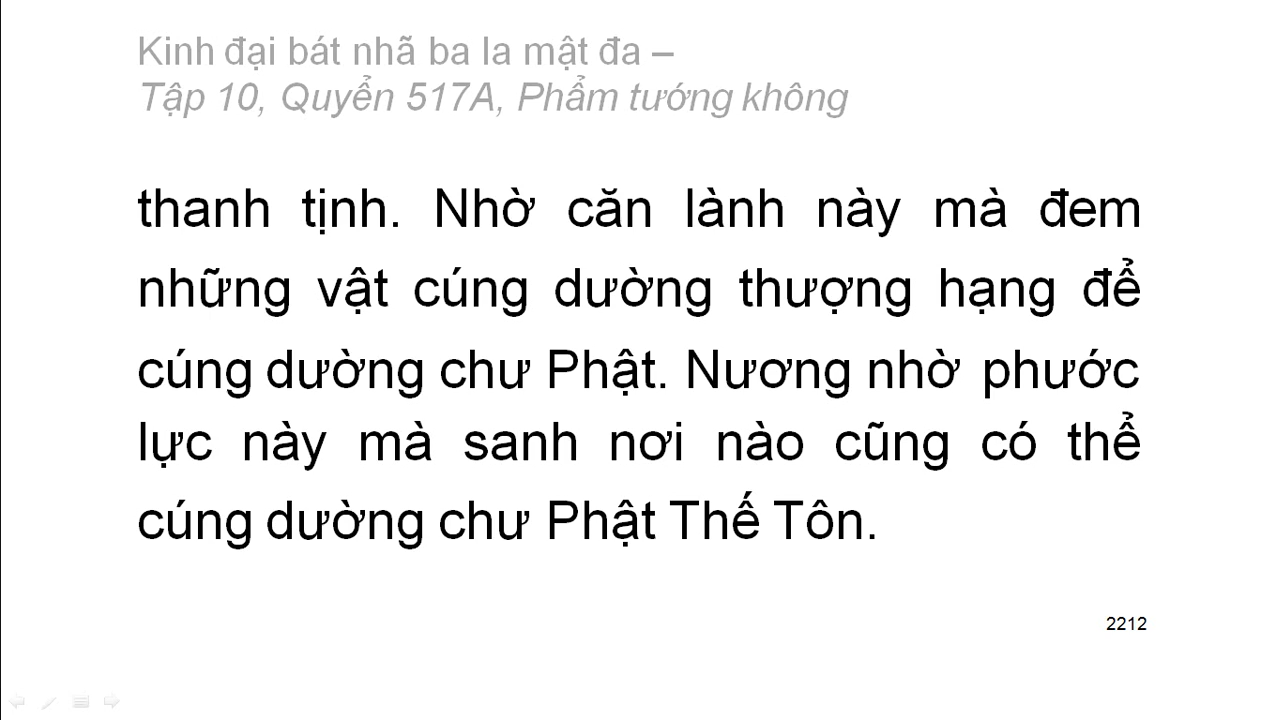 Kinh đại bát nhã ba la mật đa –
Tập 10, Quyển 517A, Phẩm tướng không
thanh tịnh. Nhờ căn lành này mà đem
những vật cúng dường thượng hạng để
cúng dường chư Phật. Nương nhờ phước
lực này mà sanh nơi nào cũng có thể
cúng dường chư Phật Thế Tôn.
2212